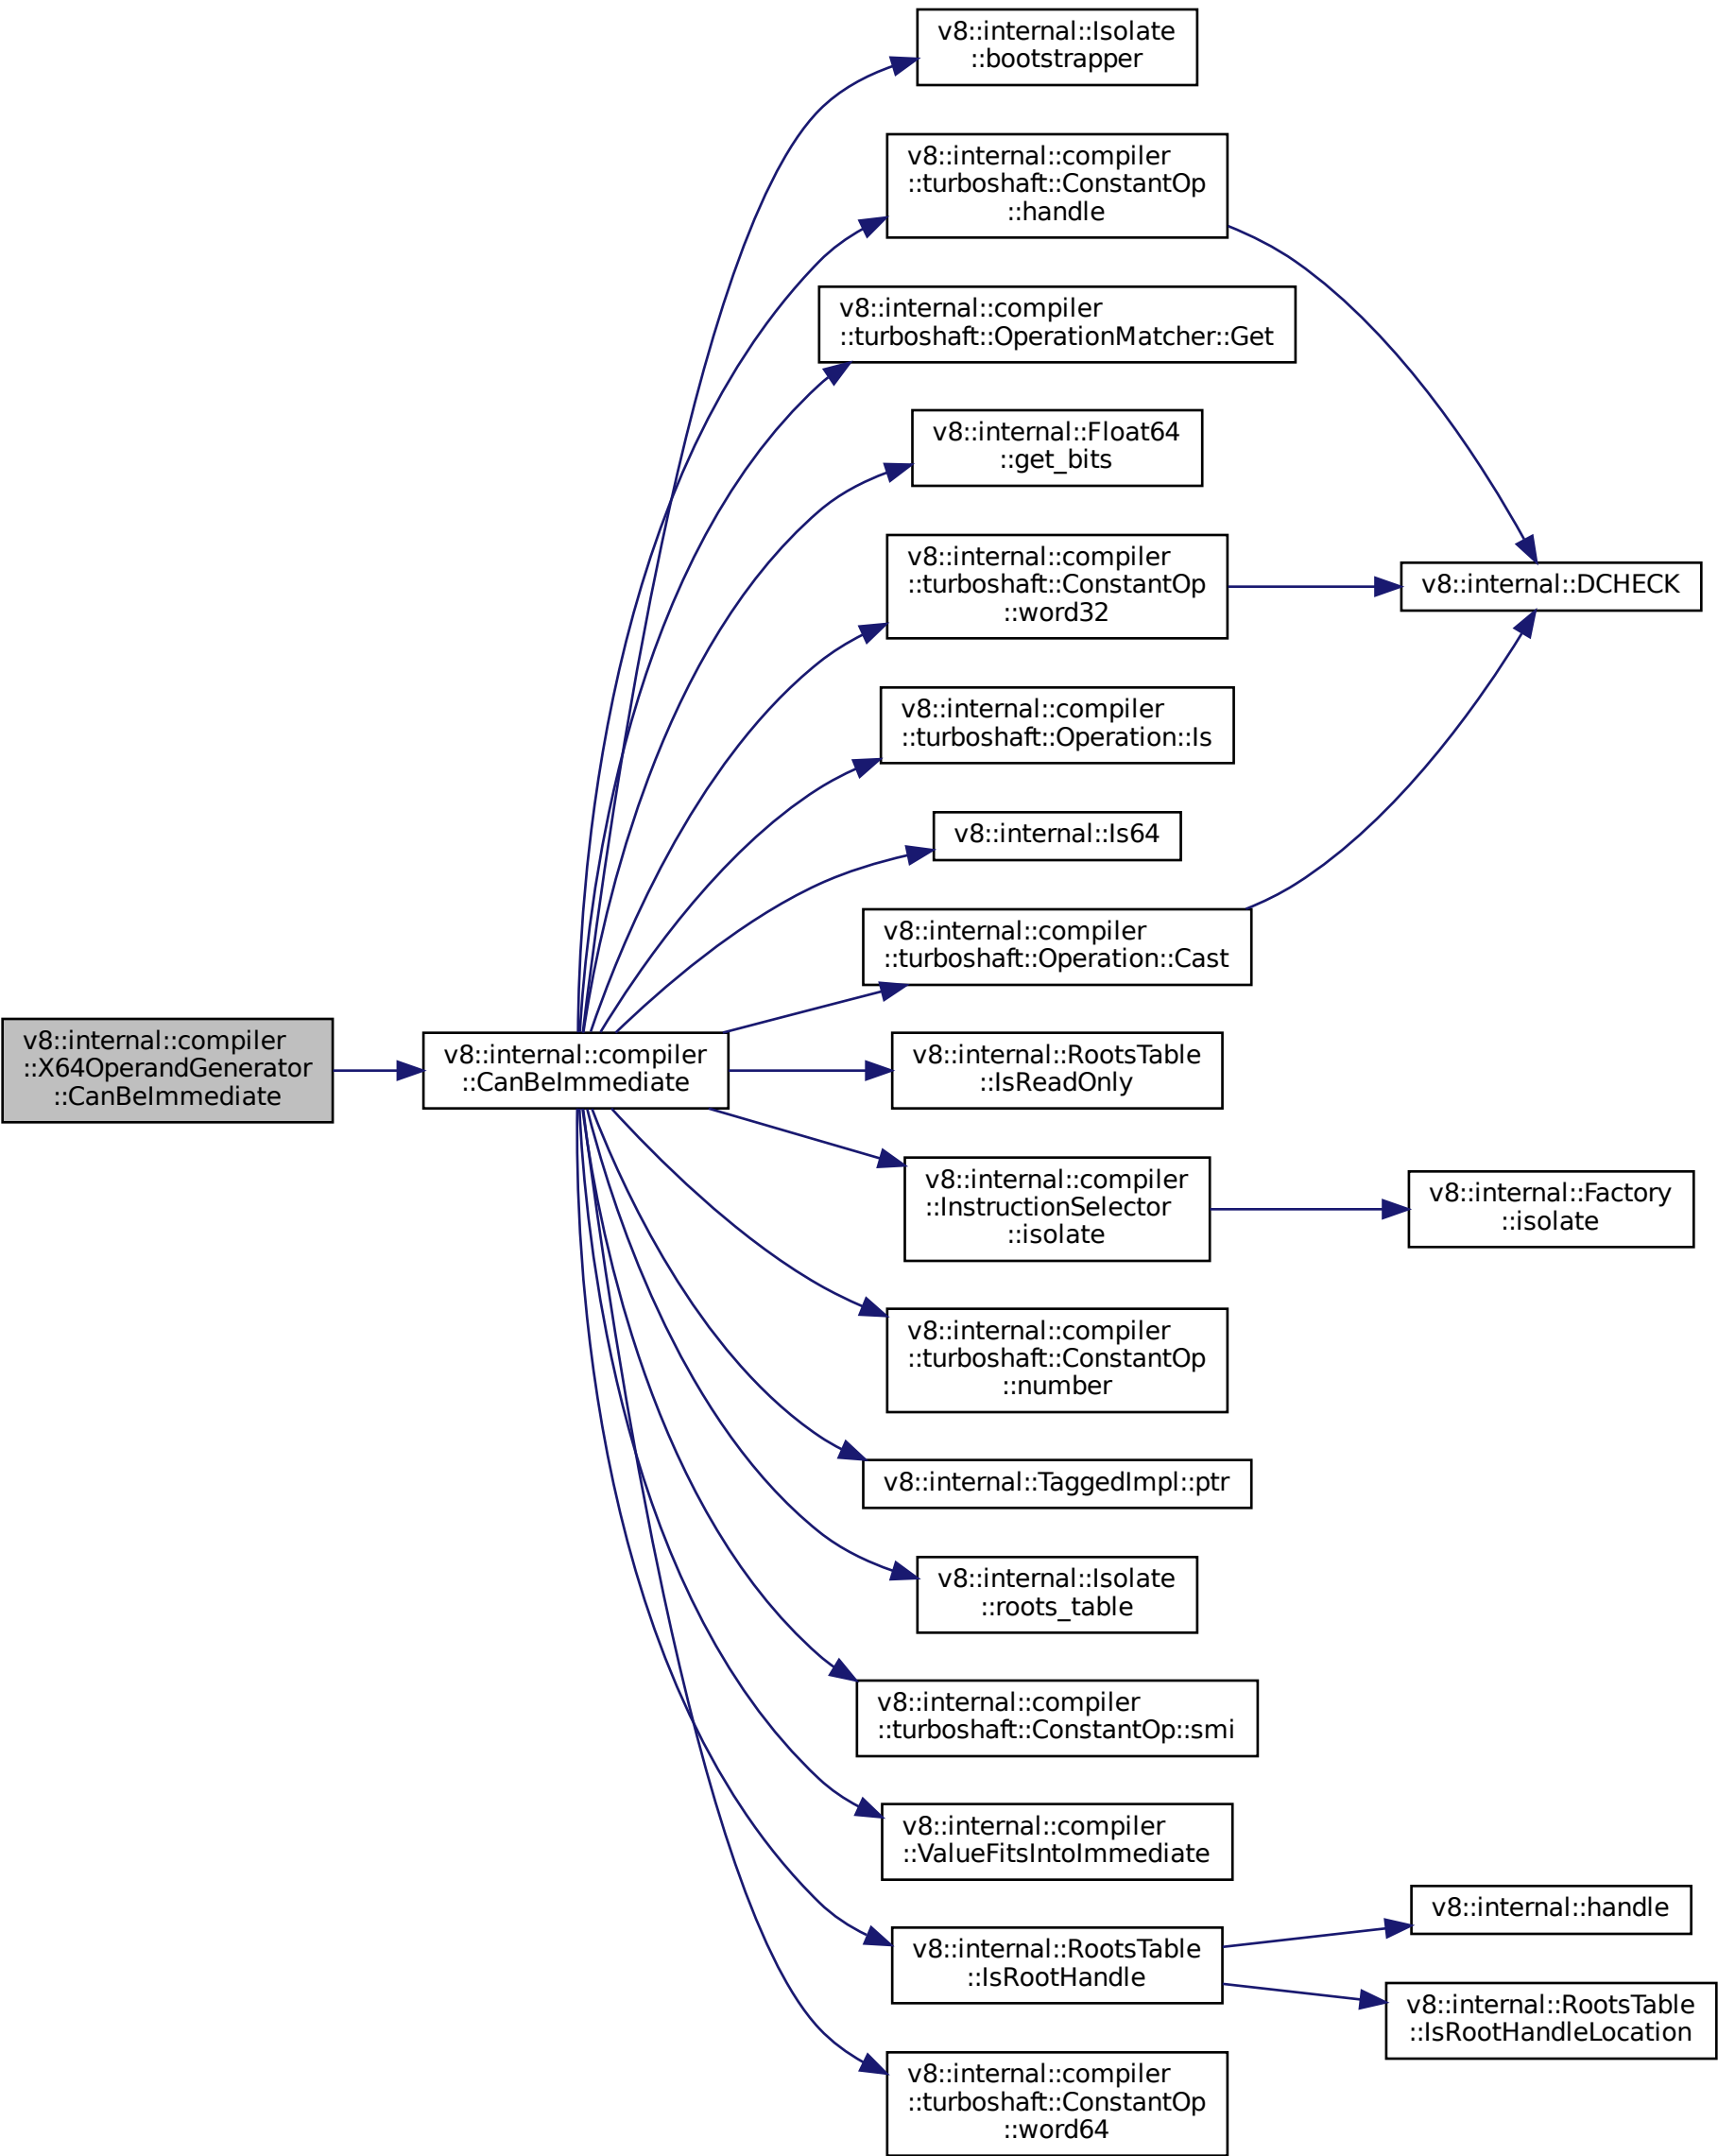 v8::internal::Isolate
::bootstrapper
v8::internal::compiler
::turboshaft::ConstantOp
::handle
v8::internal::compiler
::turboshaft::OperationMatcher::Get
v8::internal::Float64
::get_bits
v8::internal::compiler
::turboshaft::ConstantOp
::word32
v8::internal::DCHECK
v8::internal::compiler
::turboshaft::Operation::Is
v8::internal::Is64
v8::internal::compiler
::turboshaft::Operation::Cast
v8::internal::compiler
::X64OperandGenerator
::CanBeImmediate
v8::internal::compiler
::CanBeImmediate
v8::internal::RootsTable
::IsReadOnly
v8::internal::compiler
::InstructionSelector
::isolate
v8::internal::Factory
::isolate
v8::internal::compiler
::turboshaft::ConstantOp
::number
v8::internal::TaggedImpl::ptr
v8::internal::Isolate
::roots_table
v8::internal::compiler
::turboshaft::ConstantOp::smi
v8::internal::compiler
::ValueFitsIntoImmediate
v8::internal::RootsTable
::IsRootHandle
v8::internal::handle
v8::internal::RootsTable
::IsRootHandleLocation
v8::internal::compiler
::turboshaft::ConstantOp
::word64